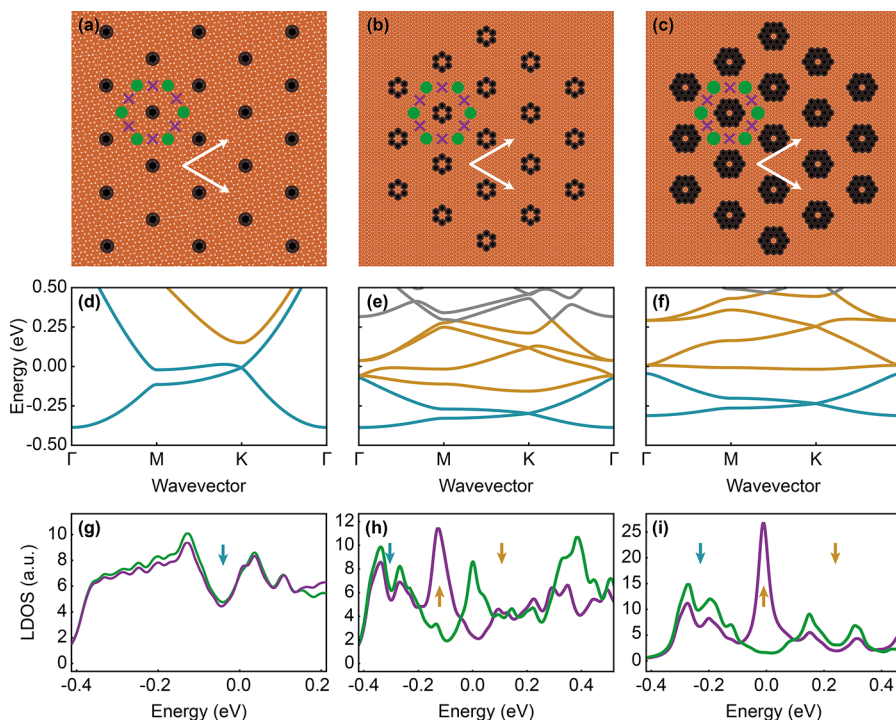 (a) (b) (c)
(d) (e) (f)
Energy (eV)
0.50
0.25
0.00
-0.25
-0.50
Γ M K Γ Γ M K Γ Γ M K
Wavevector Wavevector Wavevector
(g) (h) (i)
LDOS (a.u.)
10
8
6
4
2
0
12
10
8
6
4
2
0
25
20
15
10
5
0
-0.4 -0.2 0.0 0.2 -0.4 -0.2 0.0 0.2 0.4 -0.4 -0.2 0.0 0.2 0.4
Energy (eV) Energy (eV) Energy (eV)